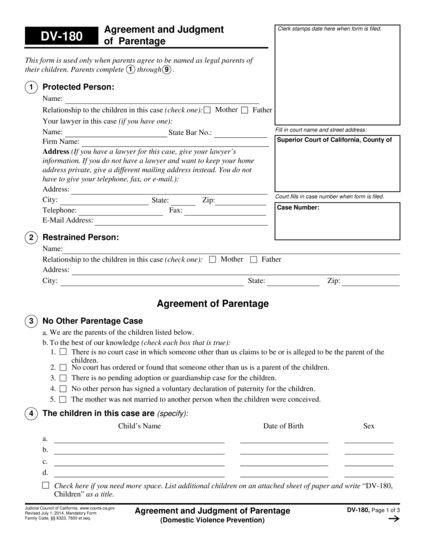 DV-180
Agreement and Judgment
of Parentage
Clerk stamps date here when form is filed.
This form is used only when parents agree to be named as legal parents of
their children. Parents complete 1 through 9.
1 Protected Person:
Name:
Relationship to the children in this case (check one): Mother Father
Your lawyer in this case (if you have one):
Name: State Bar No.:
Firm Name:
Address (If you have a lawyer for this case, give your lawyer's
information. If you do not have a lawyer and want to keep your home
address private, give a different mailing address instead. You do not
have to give your telephone, fax, or e-mail.):
Address:
City: State: Zip:
Telephone: Fax:
E-Mail Address:
Fill in court name and street address:
Superior Court of California, County of
Court fills in case number when form is filed.
Case Number:
2 Restrained Person:
Name:
Relationship to the children in this case (check one): Mother Father
Address:
City: State: Zip:
Agreement of Parentage
3 No Other Parentage Case
a. We are the parents of the children listed below.
b. To the best of our knowledge (check each box that is true):
1. There is no court case in which someone other than us claims to be or is alleged to be the parent of the
children.
2. No court has ordered or found that someone other than us is a parent of the children.
3. There is no pending adoption or guardianship case for the children.
4. No other person has signed a voluntary declaration of paternity for the children.
5. The mother was not married to another person when the children were conceived.
4 The children in this case are (specify):
Child's Name Date of Birth Sex
a.
b.
c.
d.
Check here if you need more space. List additional children on an attached sheet of paper and write “DV-180,
Children” as a title.
Judicial Council of California, www.courts.ca.gov
Revised July 1, 2014, Mandatory Form
Family Code, §§ 6323, 7600 et seq.
Agreement and Judgment of Parentage
(Domestic Violence Prevention)
DV-180, Page 1 of 3